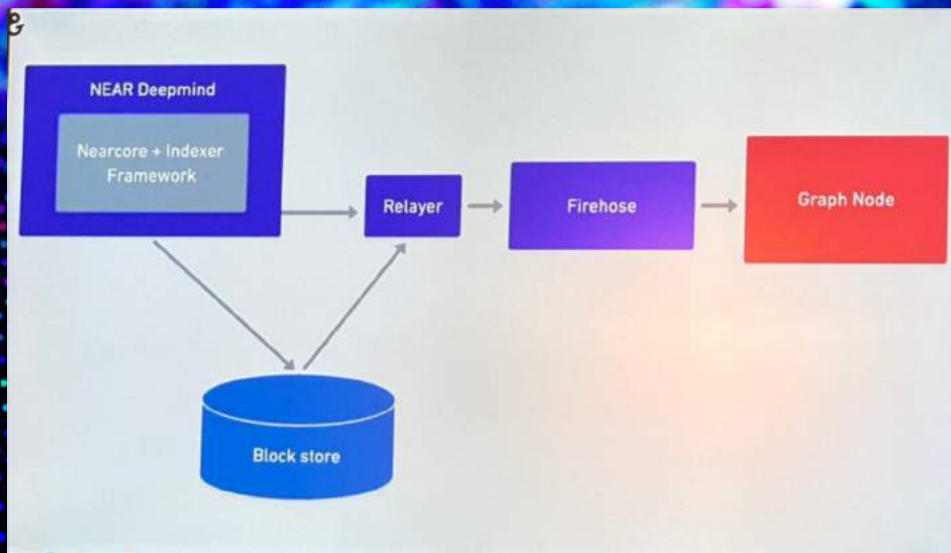 NEAR Deepmind
Nearcore + Indexer
Framework
Relayer
Firehose
Graph Node
Block store